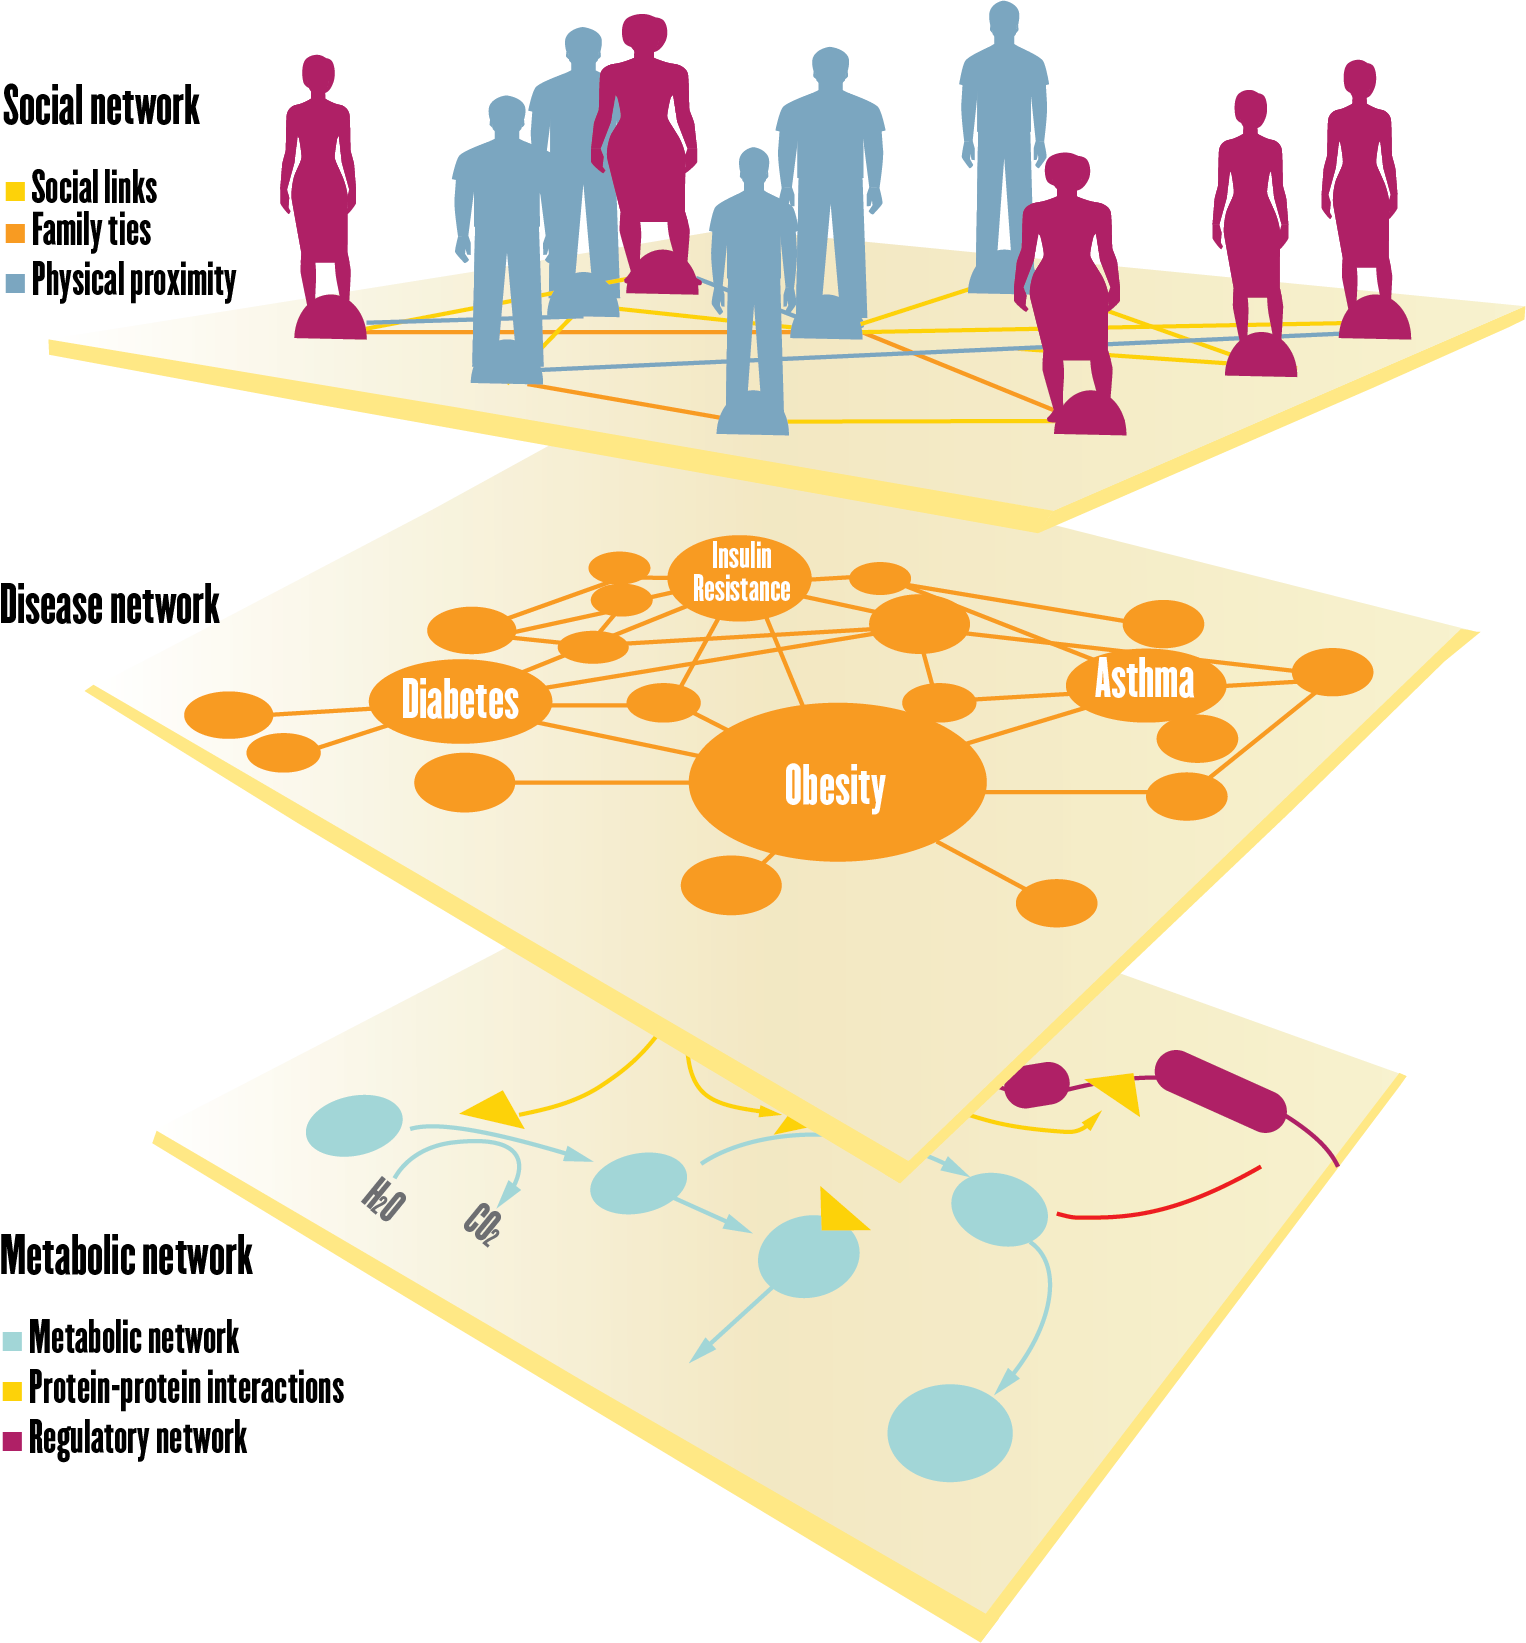 Social network
Social links
Family ties
Physical proximity
Disease network
Insulin
Resistance
Diabetes
Asthma
Obesity
H₂O
CO₂
Metabolic network
Metabolic network
Protein-protein interactions
Regulatory network